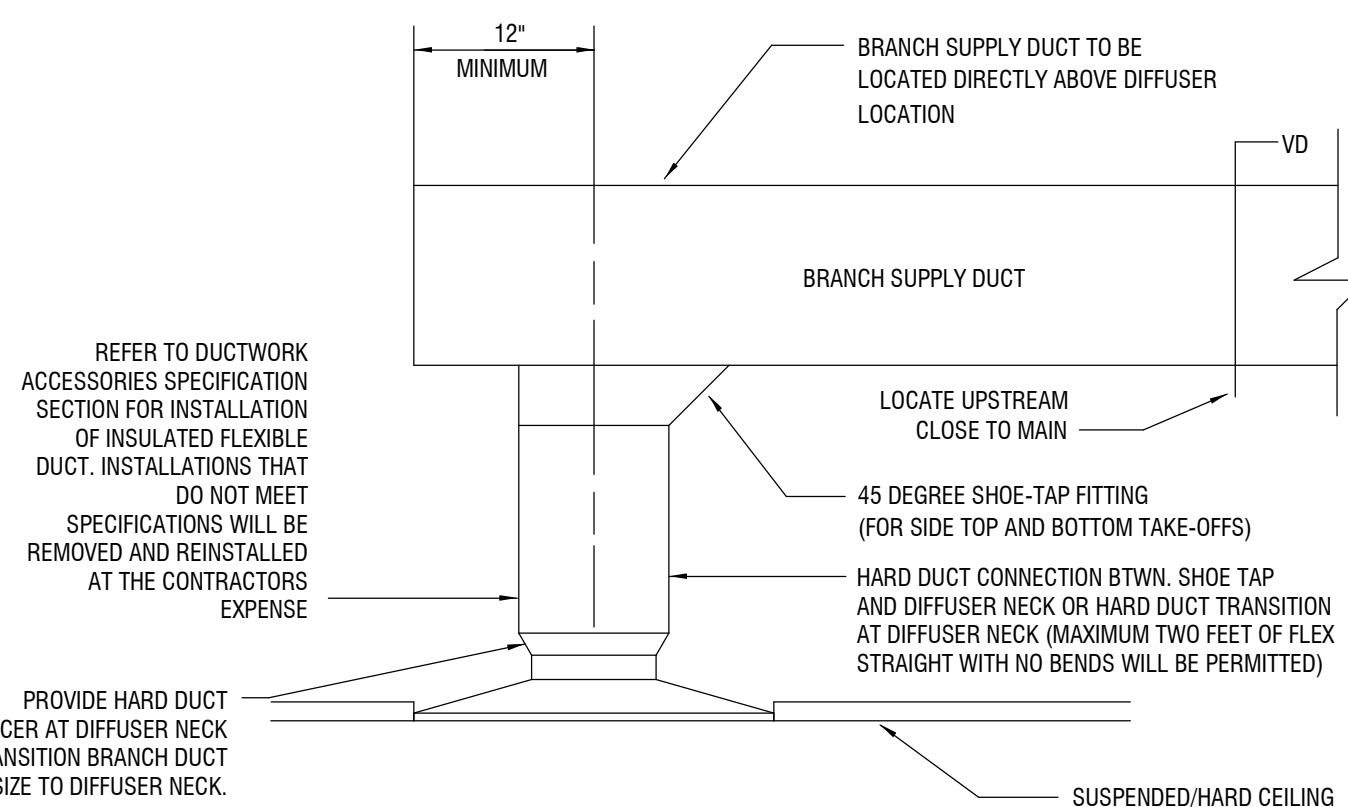 12"
MINIMUM
BRANCH SUPPLY DUCT TO BE
LOCATED DIRECTLY ABOVE DIFFUSER
LOCATION
VD
BRANCH SUPPLY DUCT
REFER TO DUCTWORK
ACCESSORIES SPECIFICATION
SECTION FOR INSTALLATION
OF INSULATED FLEXIBLE
DUCT. INSTALLATIONS THAT
DO NOT MEET
SPECIFICATIONS WILL BE
REMOVED AND REINSTALLED
AT THE CONTRACTORS
EXPENSE
LOCATE UPSTREAM
CLOSE TO MAIN
45 DEGREE SHOE-TAP FITTING
(FOR SIDE TOP AND BOTTOM TAKE-OFFS)
HARD DUCT CONNECTION BTWN. SHOE TAP
AND DIFFUSER NECK OR HARD DUCT TRANSITION
AT DIFFUSER NECK (MAXIMUM TWO FEET OF FLEX
STRAIGHT WITH NO BENDS WILL BE PERMITTED)
PROVIDE HARD DUCT
AT DIFFUSER NECK
BRANCH DUCT
SIZE TO DIFFUSER NECK.
SUSPENDED/HARD CEILING